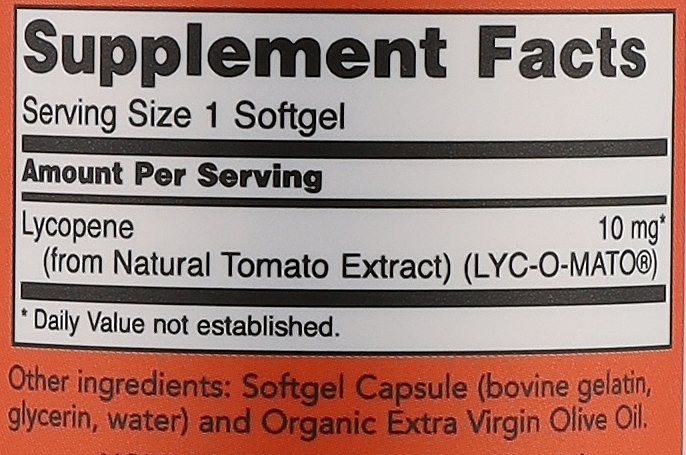 Supplement Facts
Serving Size 1 Softgel
Amount Per Serving
Lycopene 10 mg*
(from Natural Tomato Extract) (LYC-O-MATO®)
* Daily Value not established.
Other ingredients: Softgel Capsule (bovine gelatin,
glycerin, water) and Organic Extra Virgin Olive Oil.